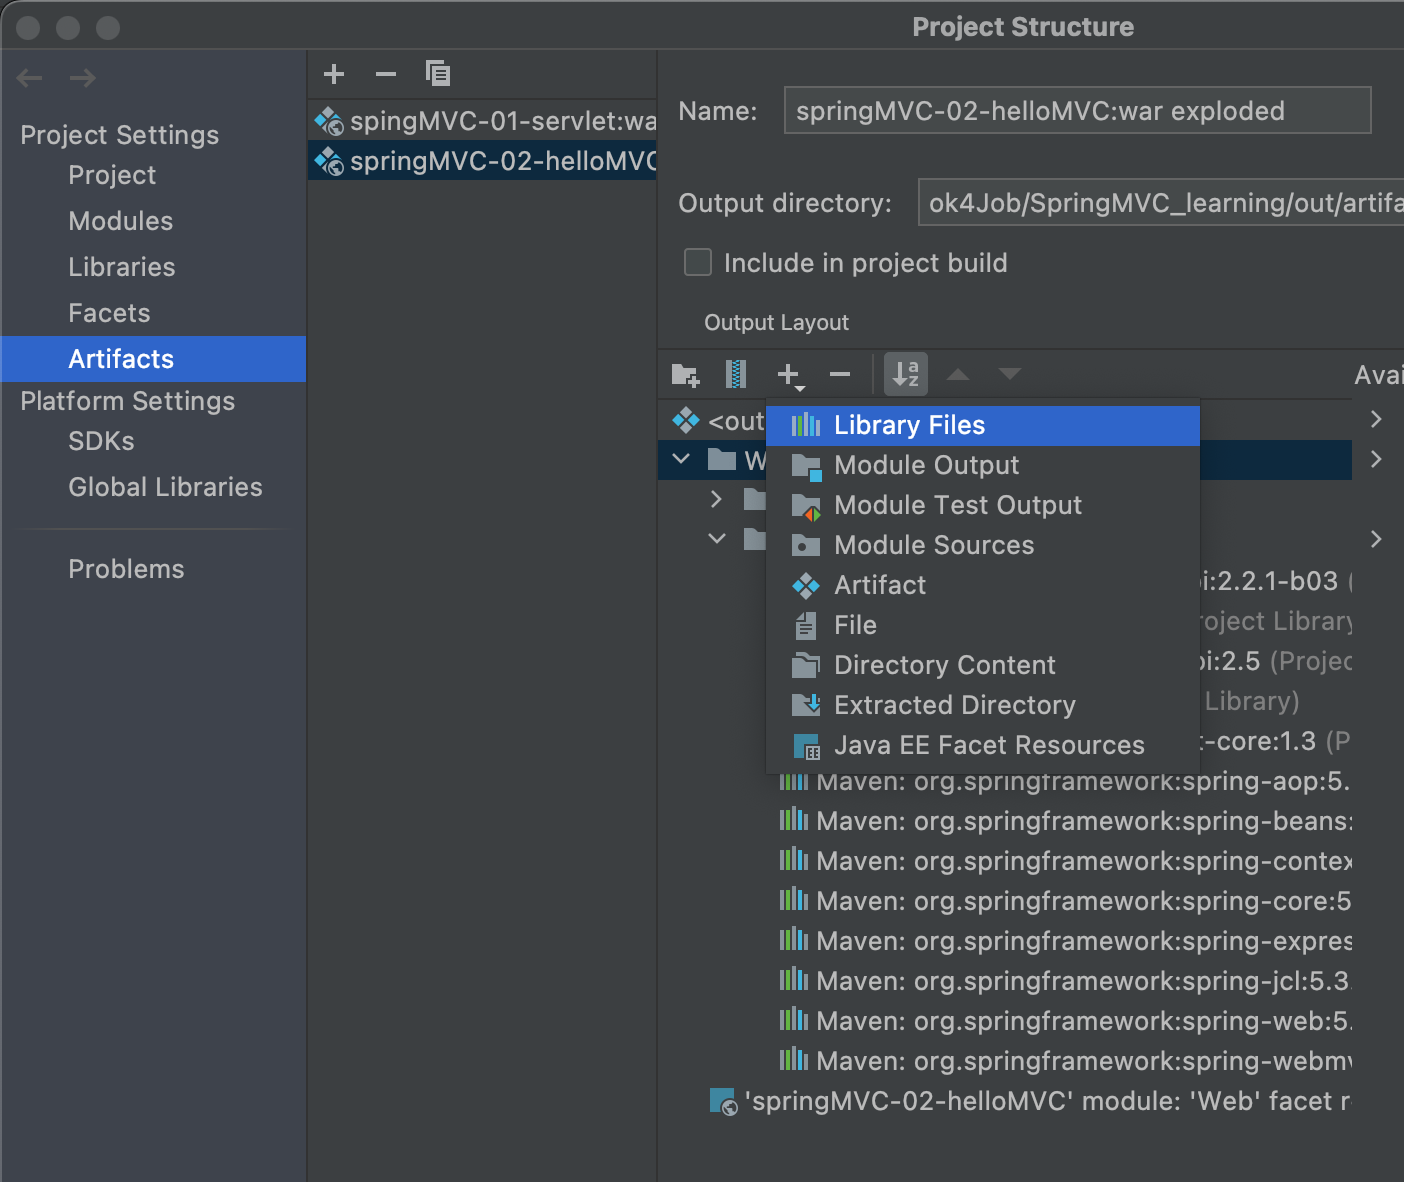 Project Structure
Project Settings
Project
Modules
Libraries
Facets
Artifacts
Platform Settings
SDKs
Global Libraries
Problems
spingMVC-01-servlet:wa
springMVC-02-helloMVC
Name:
springMVC-02-helloMVC:war exploded
Output directory:
ok4Job/SpringMVC_learning/out/artifa
Include in project build
Output Layout
Avai
<out
W
Library Files
Module Output
Module Test Output
Module Sources
Artifact
File
Directory Content
Extracted Directory
Java EE Facet Resources
i:2.2.1-b03 (
roject Library
pi:2.5 (Projec
Library)
t-core:1.3 (P
Maven: org.springframework:spring-aop:5.
Maven: org.springframework:spring-beans:
Maven: org.springframework:spring-contex
Maven: org.springframework:spring-core:5
Maven: org.springframework:spring-expres
Maven: org.springframework:spring-jcl:5.3.
Maven: org.springframework:spring-web:5.
Maven: org.springframework:spring-webmv
'springMVC-02-helloMVC' module: 'Web' facet r